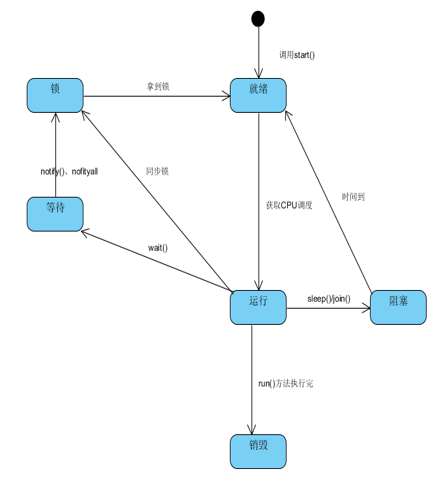 调用start()
锁
拿到锁
就绪
notify()、nofityall
同步锁
获取CPU调度
时间到
等待
wait()
运行
sleep()/join()
阻塞
run()方法执行完
销毁